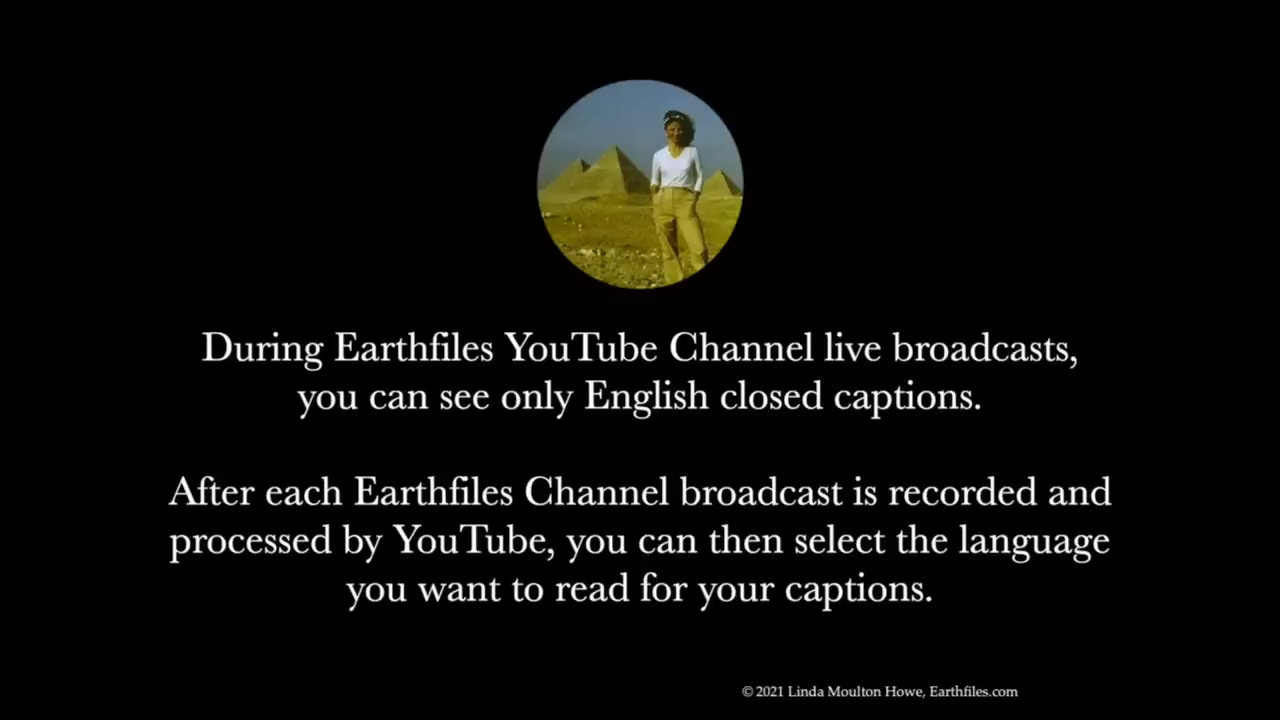 During Earthfiles YouTube Channel live broadcasts,
you can see only English closed captions.
After each Earthfiles Channel broadcast is recorded and
processed by YouTube, you can then select the language
you want to read for your captions.
© 2021 Linda Moulton Howe, Earthfiles.com